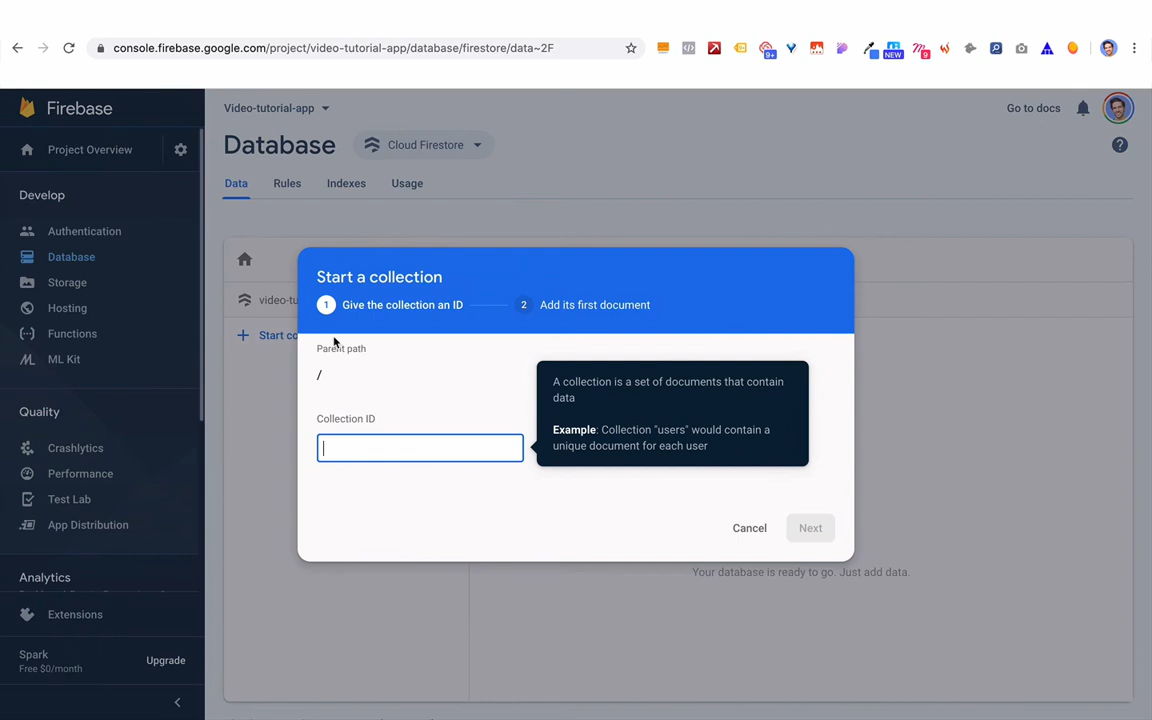 console.firebase.google.com/project/video-tutorial-app/database/firestore/data~2F
9+
NEW
9
Firebase
Video-tutorial-app
Go to docs
Project Overview
Database
Cloud Firestore
Data
Rules
Indexes
Usage
Develop
Authentication
Database
Storage
Hosting
Functions
ML Kit
Quality
Crashlytics
Performance
Test Lab
App Distribution
Analytics
Extensions
Spark
Free $0/month
Upgrade
video-tu
Start co
Start a collection
1 Give the collection an ID
2 Add its first document
Parent path
/
Collection ID
A collection is a set of documents that contain
data
Example: Collection "users" would contain a
unique document for each user
Cancel
Next
Your database is ready to go. Just add data.